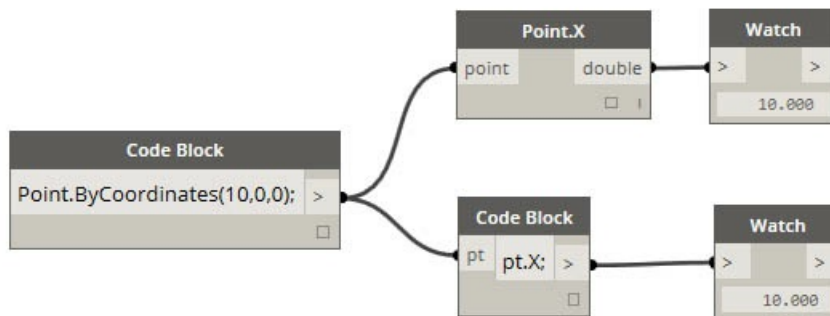 Point.X
point
double
Watch
>
>
10.000
Code Block
Point.ByCoordinates(10,0,0);
>
Code Block
pt
pt.X;
>
Watch
>
>
10.000